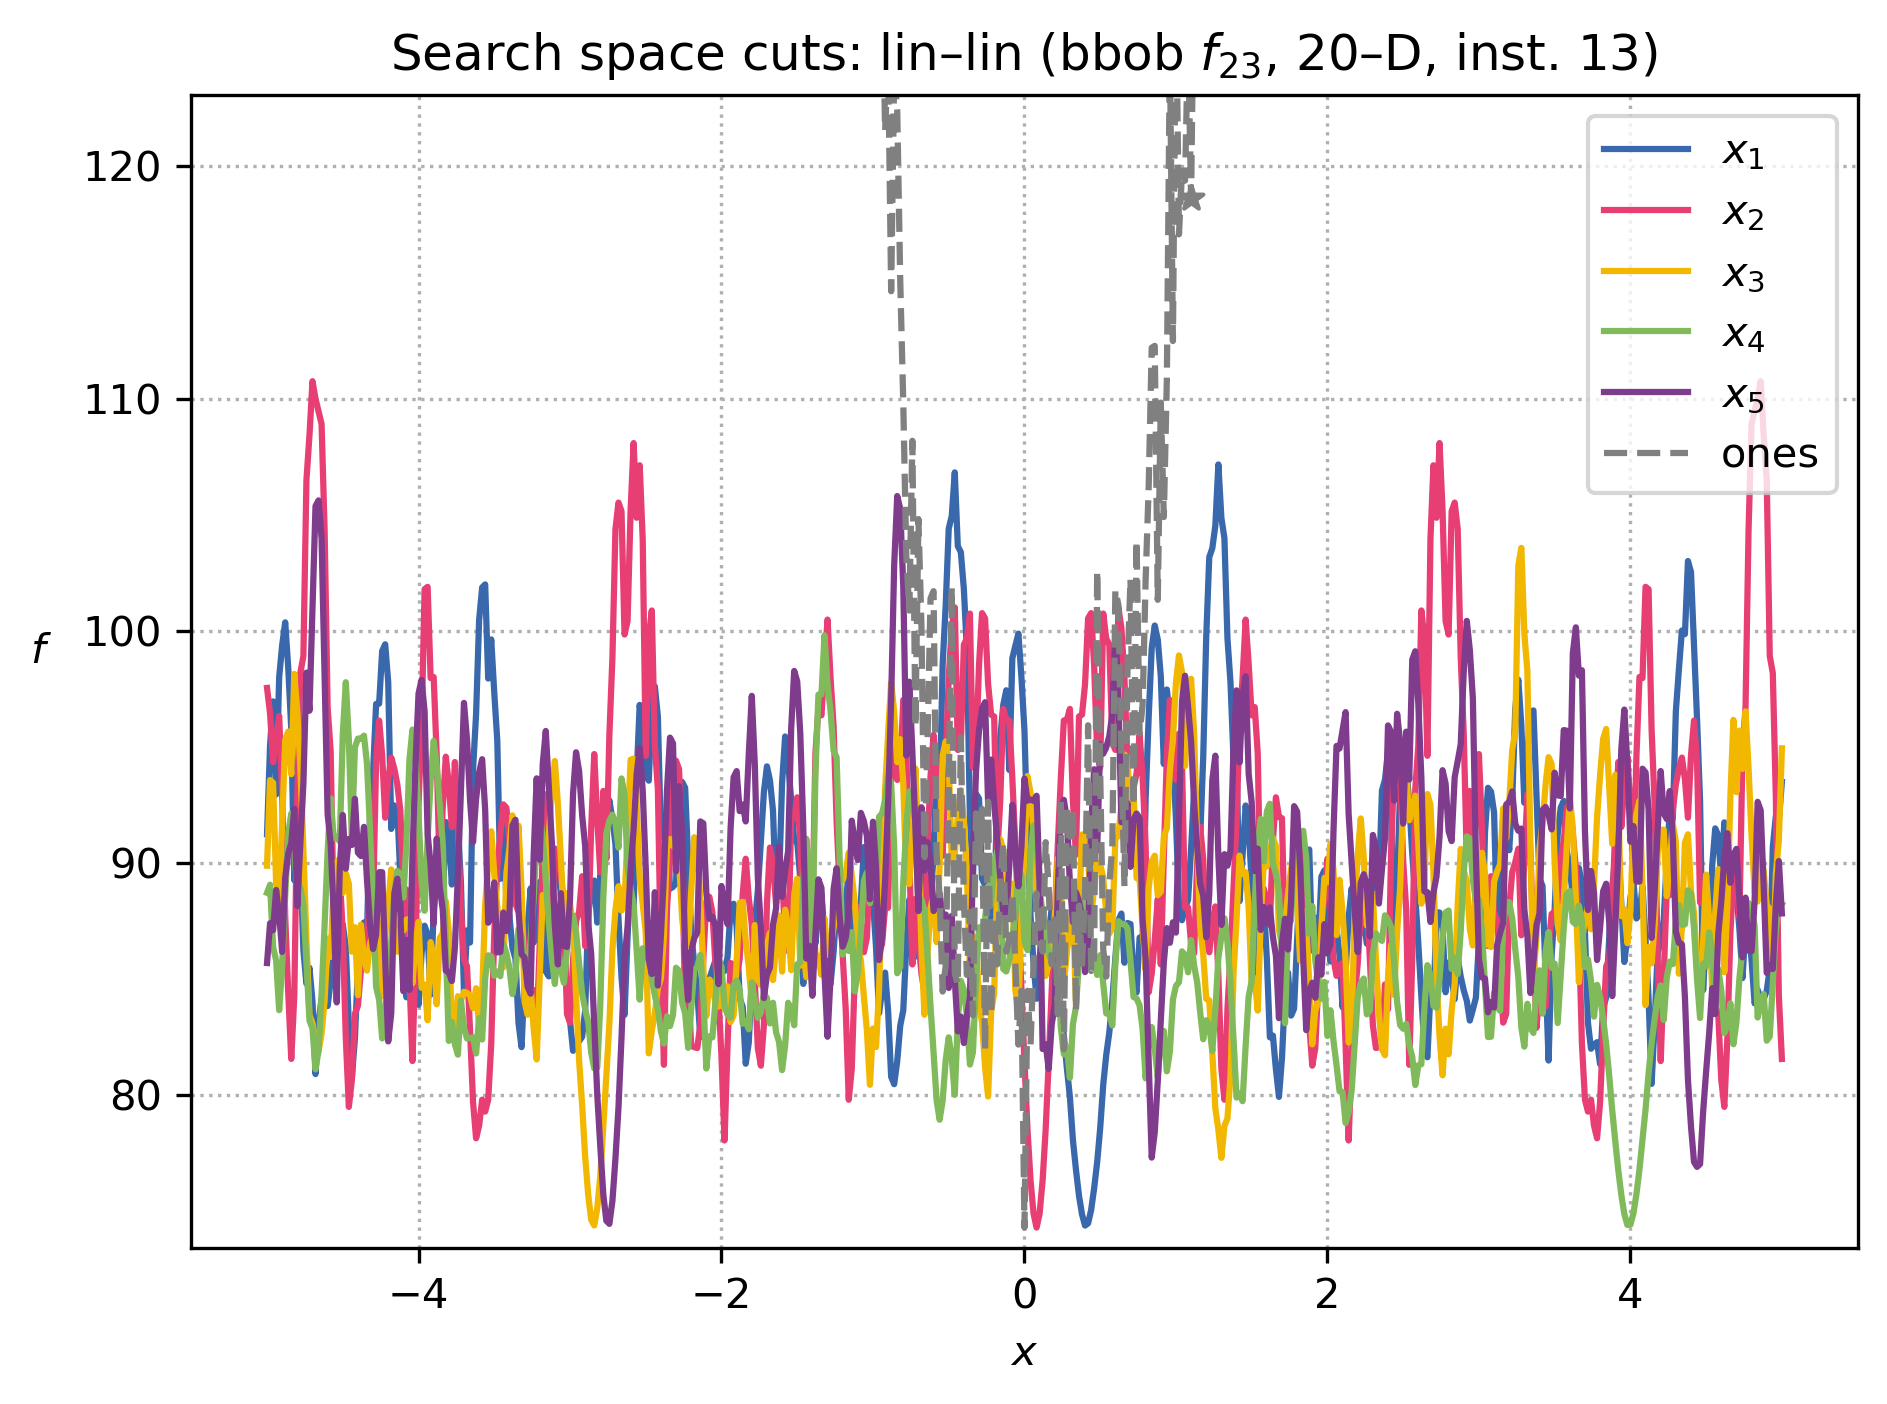 Search space cuts: lin–lin (bbob f₂₃, 20–D, inst. 13)
120
110
100
90
80
f
−4
−2
0
2
4
x
x₁
x₂
x₃
x₄
x₅
ones